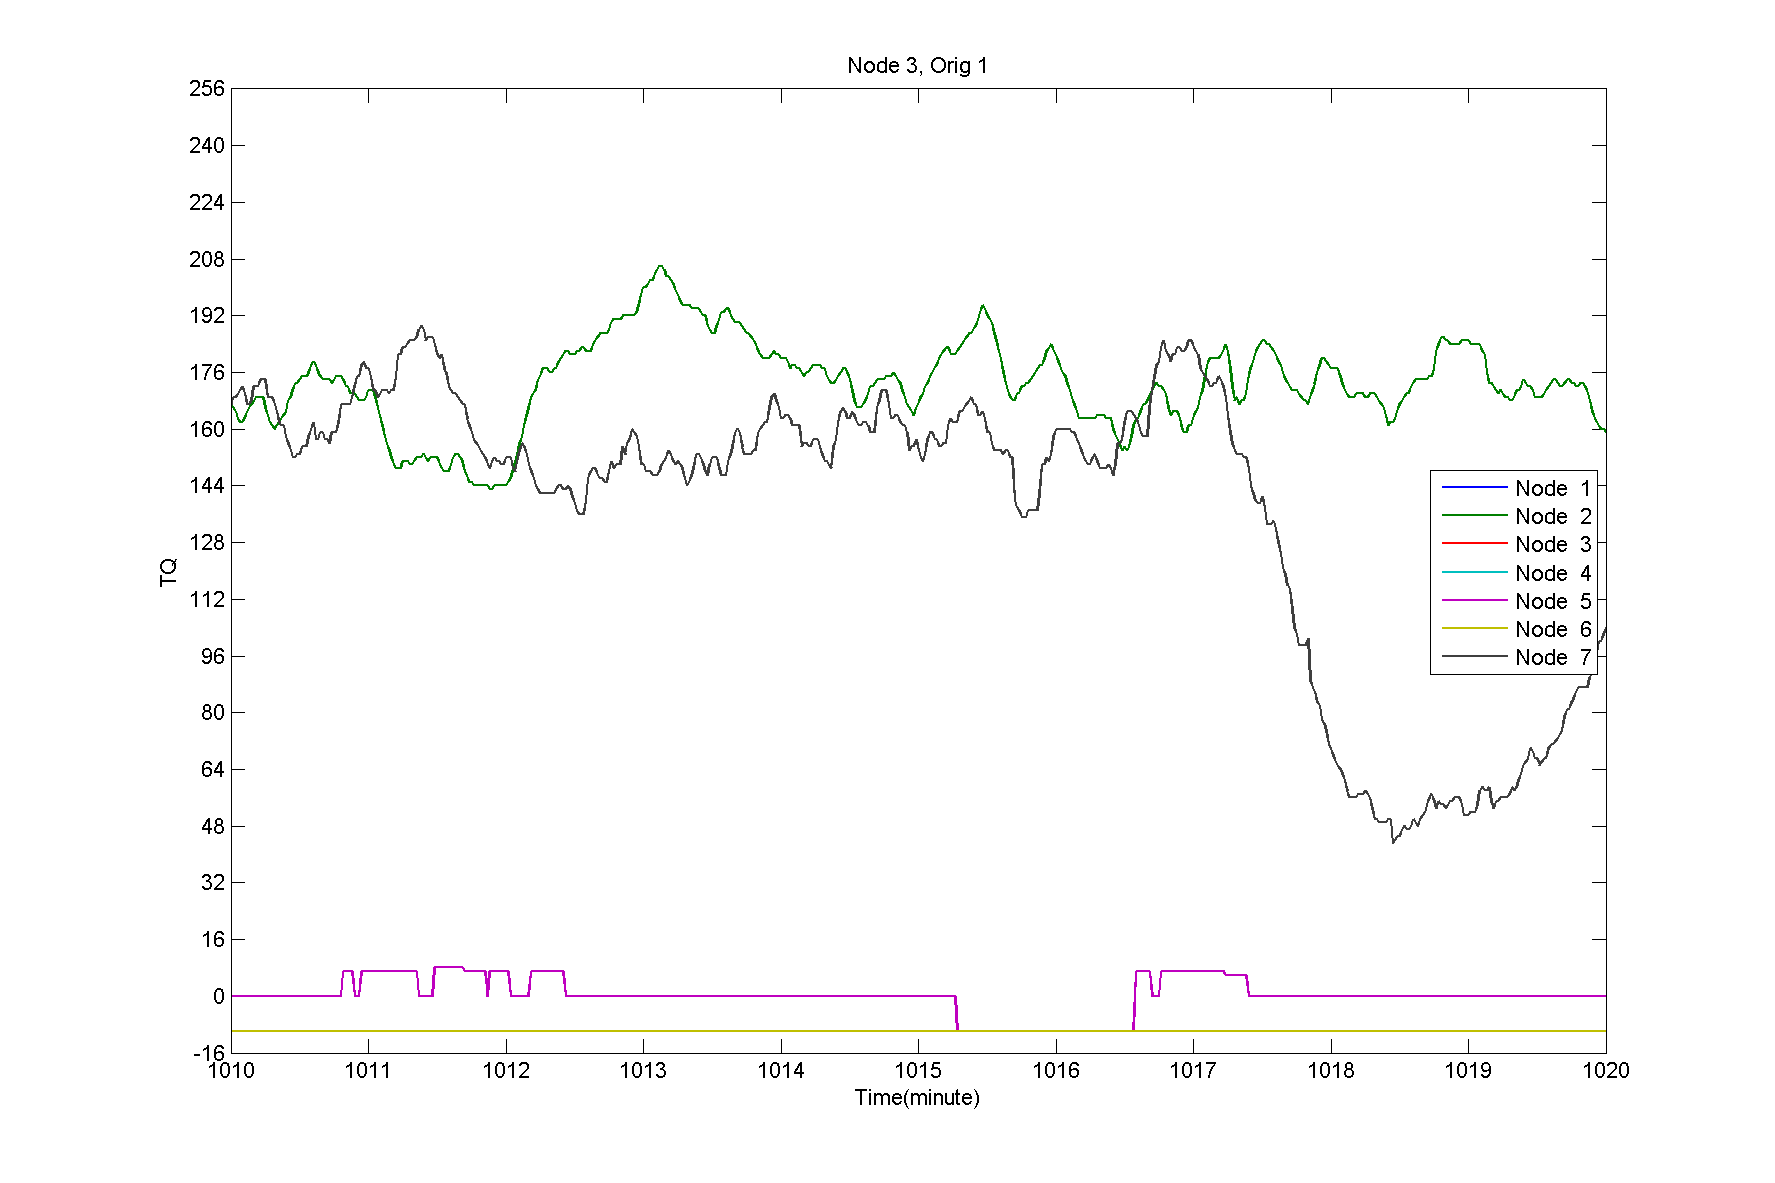 Node 3, Orig 1
256
240
224
208
192
176
160
144
128
112
96
80
64
48
32
16
0
-16
TQ
Node 1
Node 2
Node 3
Node 4
Node 5
Node 6
Node 7
1010 1011 1012 1013 1014 1015 1016 1017 1018 1019 1020
Time(minute)